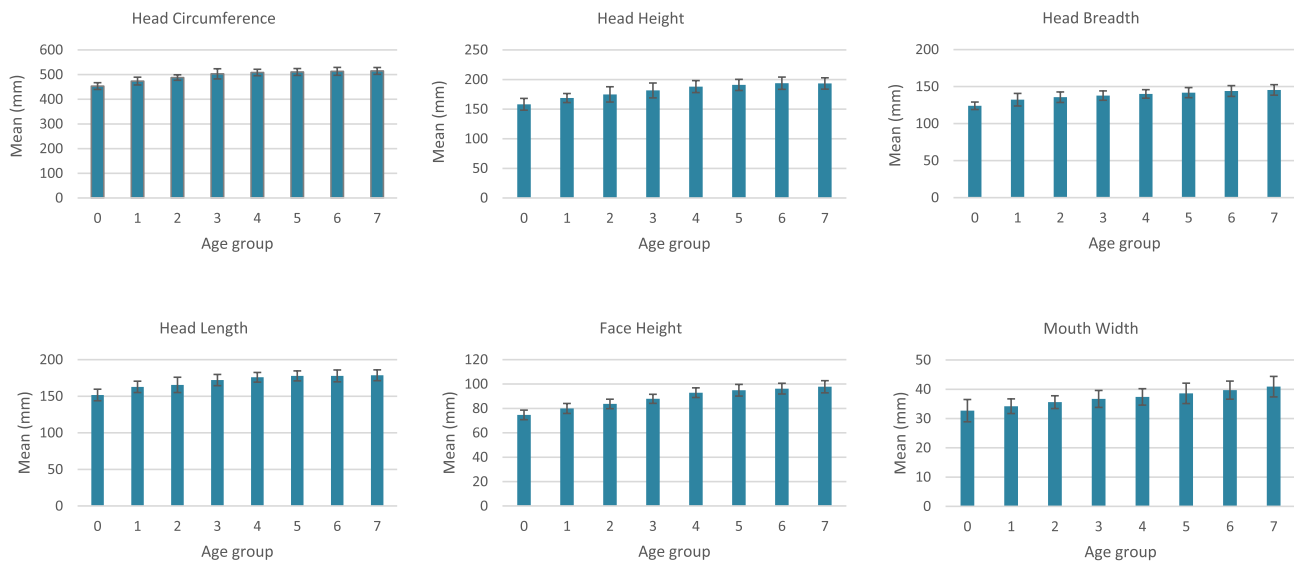 Head Circumference
Mean (mm)
600
500
400
300
200
100
0
0 1 2 3 4 5 6 7
Age group
Head Height
Mean (mm)
250
200
150
100
50
0
0 1 2 3 4 5 6 7
Age group
Head Breadth
Mean (mm)
200
150
100
50
0
0 1 2 3 4 5 6 7
Age group
Head Length
Mean (mm)
200
150
100
50
0
0 1 2 3 4 5 6 7
Age group
Face Height
Mean (mm)
120
100
80
60
40
20
0
0 1 2 3 4 5 6 7
Age group
Mouth Width
Mean (mm)
50
40
30
20
10
0
0 1 2 3 4 5 6 7
Age group